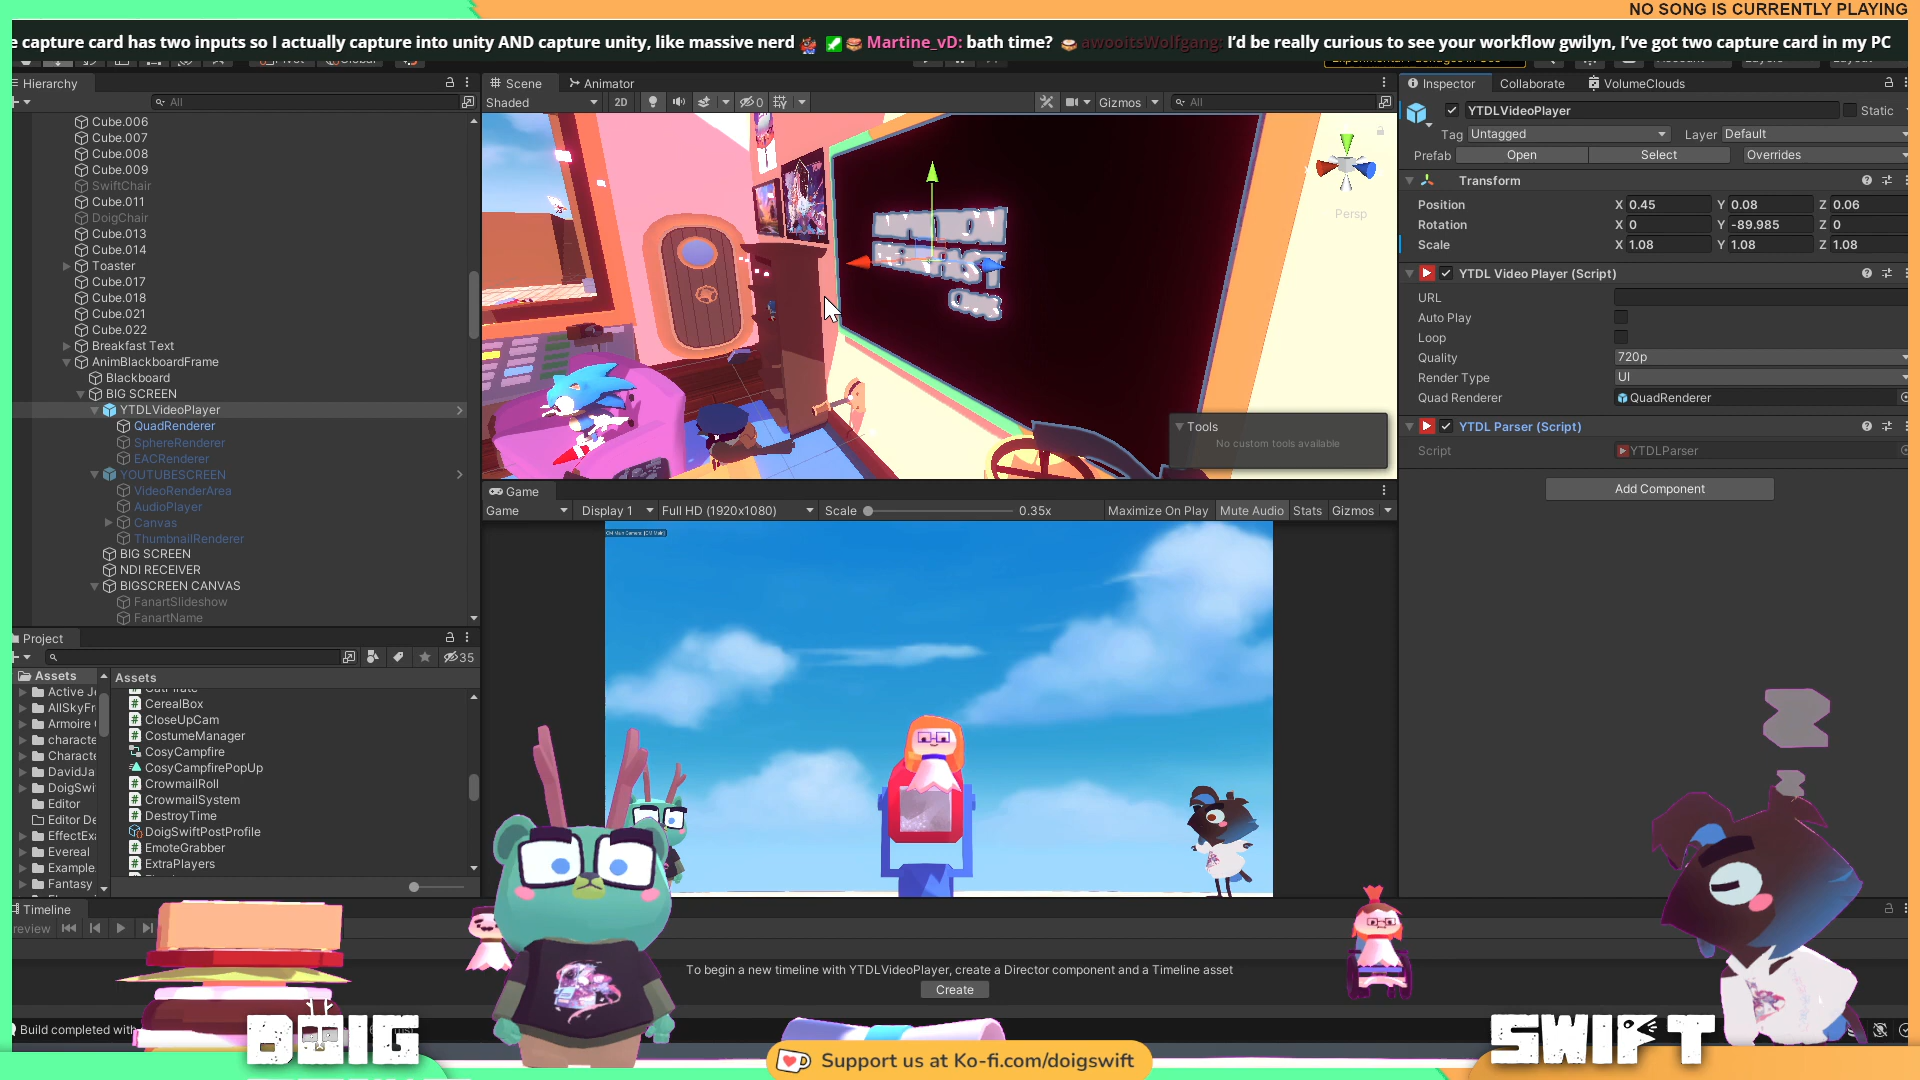 NO SONG IS CURRENTLY PLAYING
e capture card has two inputs so I actually capture into unity AND capture unity, like massive nerd Martine_vD: bath time? awooitsWolfgang: I'd be really curious to see your workflow gwilyn, I've got two capture card in my PC
Hierarchy
All
Cube.006
Cube.007
Cube.008
Cube.009
SwiftChair
Cube.011
DoigChair
Cube.013
Cube.014
Toaster
Cube.017
Cube.018
Cube.021
Cube.022
Breakfast Text
AnimBlackboardFrame
Blackboard
BIG SCREEN
YTDLVideoPlayer
QuadRenderer
SphereRenderer
EACRenderer
YOUTUBESCREEN
VideoRenderArea
AudioPlayer
Canvas
ThumbnailRenderer
BIG SCREEN
NDI RECEIVER
BIGSCREEN CANVAS
FanartSlideshow
FanartName
Scene Animator
Shaded 2D 0 Gizmos All
Persp
Tools
No custom tools available
Game
Game Display 1 Full HD (1920x1080) Scale 0.35x Maximize On Play Mute Audio Stats Gizmos
Inspector Collaborate VolumeClouds
YTDLVideoPlayer Static
Tag Untagged Layer Default
Prefab Open Select Overrides
Transform
Position X 0.45 Y 0.08 Z 0.06
Rotation X 0 Y -89.985 Z 0
Scale X 1.08 Y 1.08 Z 1.08
YTDL Video Player (Script)
URL
Auto Play
Loop
Quality 720p
Render Type UI
Quad Renderer QuadRenderer
YTDL Parser (Script)
Script YTDLParser
Add Component
Project
35
Assets
Active Je
AllSkyFr
Armoire
characte
Characte
DavidJa
DoigSwi
Editor
Editor De
EffectExa
Evereal
Example
Fantasy
Assets
CerealBox
CloseUpCam
CostumeManager
CosyCampfire
CosyCampfirePopUp
CrowmailRoll
CrowmailSystem
DestroyTime
DoigSwiftPostProfile
EmoteGrabber
ExtraPlayers
Timeline
review
To begin a new timeline with YTDLVideoPlayer, create a Director component and a Timeline asset
Create
Build completed with
DOIG
SWIFT
Support us at Ko-fi.com/doigswift